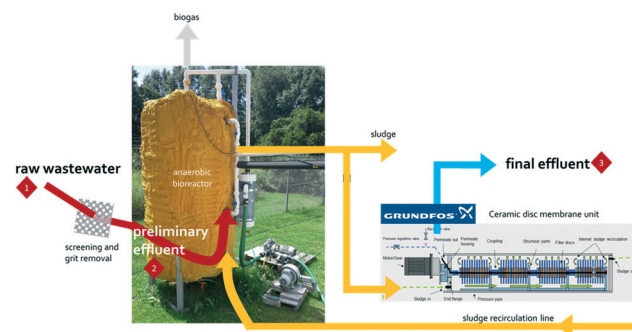 biogas
sludge
raw wastewater
1
anaerobic
bioreactor
final effluent
3
GRUNDFOS
Ceramic disc membrane unit
preliminary
effluent
2
screening and
grit removal
Pressure regulation valve
Permeate out
Permeate
housing
Coupling
Structural parts
Filter discs
Internal sludge recirculation
Motor/Gear
Sludge in
End flange
Pressure pipe
sludge recirculation line